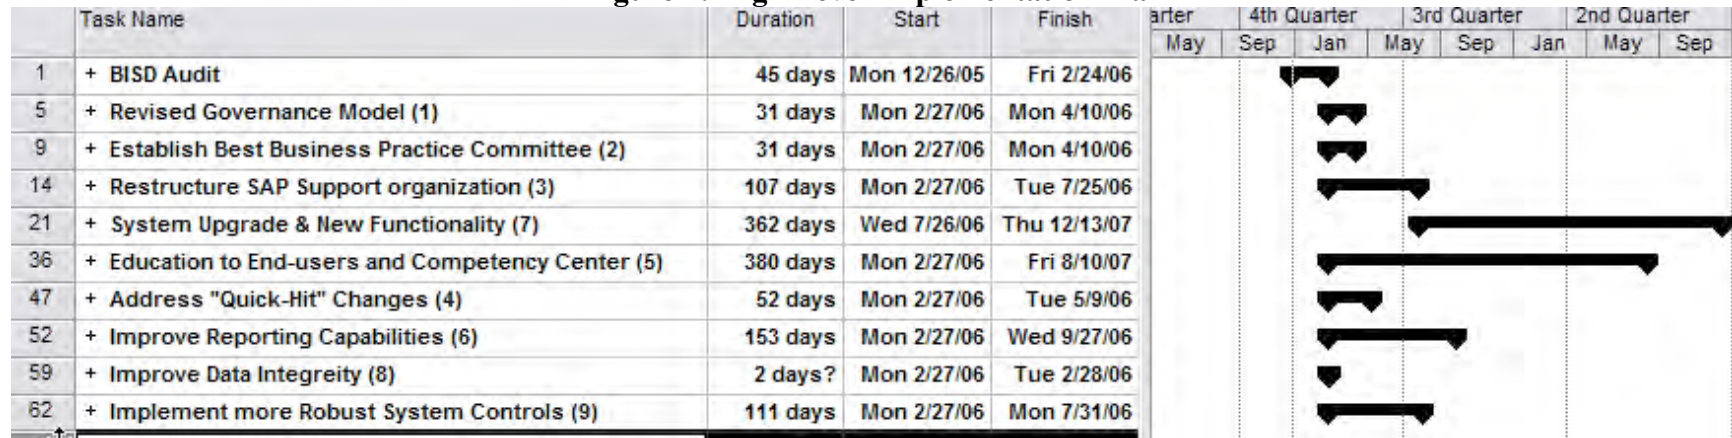 Task Name Duration Start Finish arter 4th Quarter 3rd Quarter 2nd Quarter
May Sep Jan May Sep Jan May Sep
1 + BISD Audit 45 days Mon 12/26/05 Fri 2/24/06
5 + Revised Governance Model (1) 31 days Mon 2/27/06 Mon 4/10/06
9 + Establish Best Business Practice Committee (2) 31 days Mon 2/27/06 Mon 4/10/06
14 + Restructure SAP Support organization (3) 107 days Mon 2/27/06 Tue 7/25/06
21 + System Upgrade & New Functionality (7) 362 days Wed 7/26/06 Thu 12/13/07
36 + Education to End-users and Competency Center (5) 380 days Mon 2/27/06 Fri 8/10/07
47 + Address "Quick-Hit" Changes (4) 52 days Mon 2/27/06 Tue 5/9/06
52 + Improve Reporting Capabilities (6) 153 days Mon 2/27/06 Wed 9/27/06
59 + Improve Data Integreity (8) 2 days? Mon 2/27/06 Tue 2/28/06
62 + Implement more Robust System Controls (9) 111 days Mon 2/27/06 Mon 7/31/06